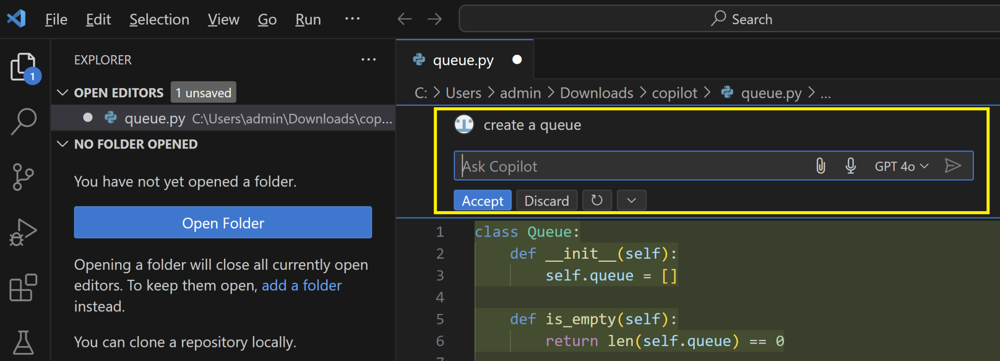 File Edit Selection View Go Run ··· Search
EXPLORER ···
1
OPEN EDITORS 1 unsaved
queue.py C:\Users\admin\Downloads\cop...
NO FOLDER OPENED
You have not yet opened a folder.
Open Folder
Opening a folder will close all currently open
editors. To keep them open, add a folder
instead.
You can clone a repository locally.
queue.py
C: > Users > admin > Downloads > copilot > queue.py > ...
create a queue
Ask Copilot GPT 4o
Accept Discard
1 class Queue:
2 def __init__(self):
3 self.queue = []
4
5 def is_empty(self):
6 return len(self.queue) == 0
7